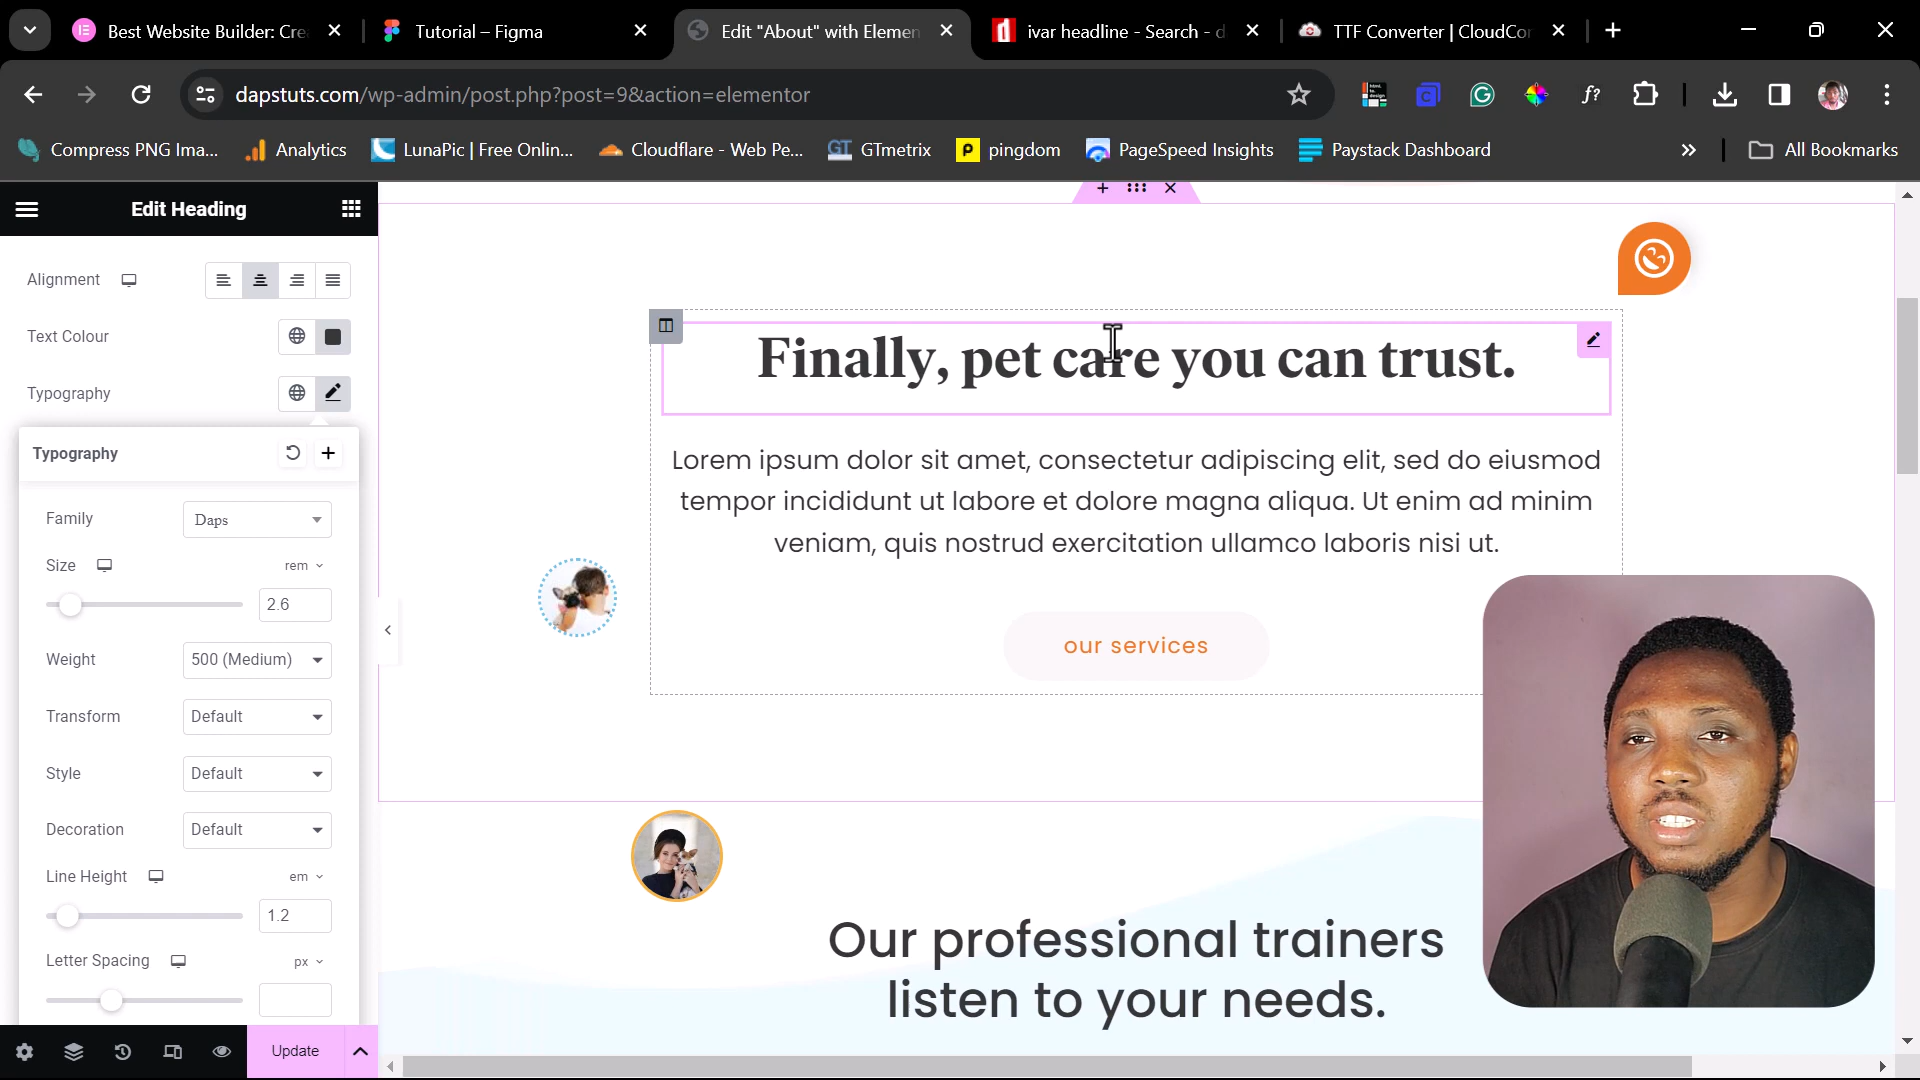 Best Website Builder: Cre
Tutorial – Figma
Edit "About" with Elemen
ivar headline - Search - d
TTF Converter | CloudCon
dapstuts.com/wp-admin/post.php?post=9&action=elementor
Compress PNG Ima...
Analytics
LunaPic | Free Onlin...
Cloudflare - Web Pe...
GTmetrix
pingdom
PageSpeed Insights
Paystack Dashboard
All Bookmarks
Edit Heading
Alignment
Text Colour
Typography
Typography
Family
Daps
Size
rem
2.6
Weight
500 (Medium)
Transform
Default
Style
Default
Decoration
Default
Line Height
em
1.2
Letter Spacing
px
Update
Finally, pet care you can trust.
Lorem ipsum dolor sit amet, consectetur adipiscing elit, sed do eiusmod
tempor incididunt ut labore et dolore magna aliqua. Ut enim ad minim
veniam, quis nostrud exercitation ullamco laboris nisi ut.
our services
Our professional trainers
listen to your needs.